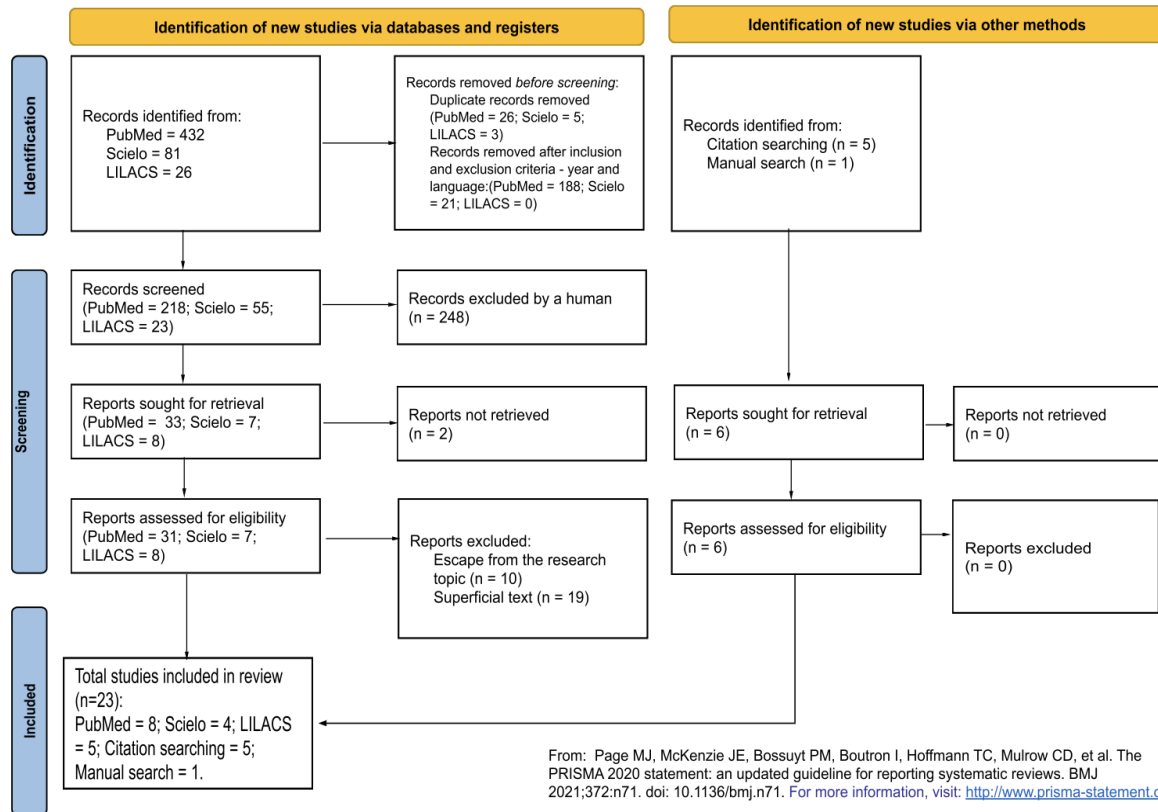 Identification of new studies via databases and registers
Identification of new studies via other methods
Identification
Records identified from:
PubMed = 432
Scielo = 81
LILACS = 26
Records removed before screening:
Duplicate records removed
(PubMed = 26; Scielo = 5;
LILACS = 3)
Records removed after inclusion
and exclusion criteria - year and
language:(PubMed = 188; Scielo
= 21; LILACS = 0)
Records identified from:
Citation searching (n = 5)
Manual search (n = 1)
Screening
Records screened
(PubMed = 218; Scielo = 55;
LILACS = 23)
Records excluded by a human
(n = 248)
Reports sought for retrieval
(PubMed = 33; Scielo = 7;
LILACS = 8)
Reports not retrieved
(n = 2)
Reports sought for retrieval
(n = 6)
Reports not retrieved
(n = 0)
Reports assessed for eligibility
(PubMed = 31; Scielo = 7;
LILACS = 8)
Reports excluded:
Escape from the research
topic (n = 10)
Superficial text (n = 19)
Reports assessed for eligibility
(n = 6)
Reports excluded
(n = 0)
Included
Total studies included in review
(n=23):
PubMed = 8; Scielo = 4; LILACS
= 5; Citation searching = 5;
Manual search = 1.
From: Page MJ, McKenzie JE, Bossuyt PM, Boutron I, Hoffmann TC, Mulrow CD, et al. The
PRISMA 2020 statement: an updated guideline for reporting systematic reviews. BMJ
2021;372:n71. doi: 10.1136/bmj.n71. For more information, visit: http://www.prisma-statement.o